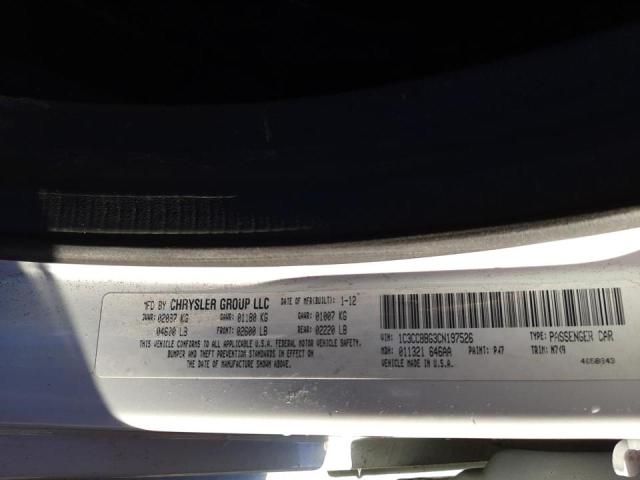 MFD BY CHRYSLER GROUP LLC DATE OF MFR(BUILT): 1-12
GVWR: 02087 KG GAWR: 01180 KG GAWR: 01007 KG
04600 LB FRONT: 02600 LB REAR: 02220 LB
THIS VEHICLE CONFORMS TO ALL APPLICABLE U.S.A. FEDERAL MOTOR VEHICLE SAFETY,
BUMPER AND THEFT PREVENTION STANDARDS IN EFFECT ON
THE DATE OF MANUFACTURE SHOWN ABOVE.
VIN: 1C3CCBBG3CN197526 TYPE: PASSENGER CAR
MDH: 011321 646AA PAINT: PW7 TRIM: M7X9
VEHICLE MADE IN U.S.A. 4658943